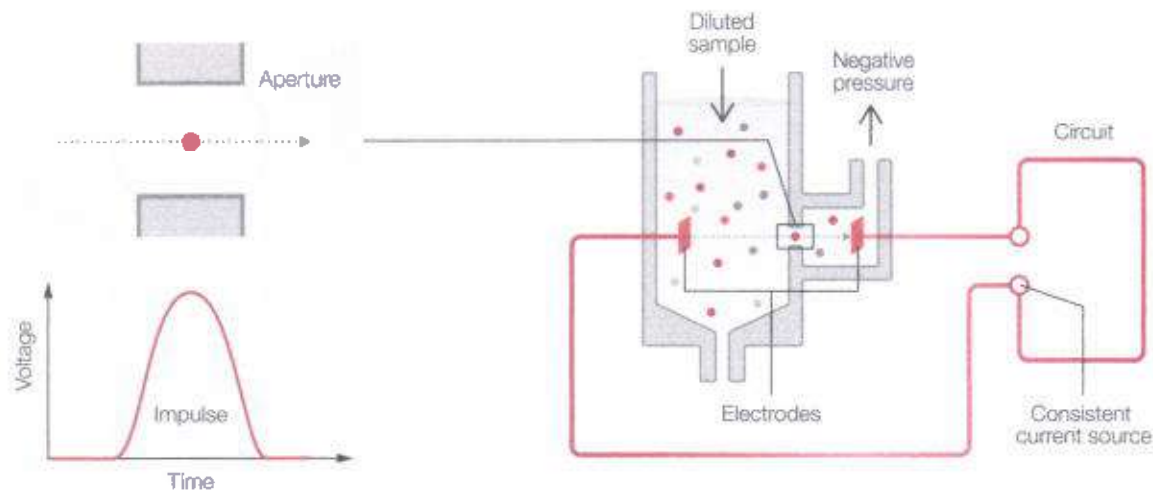 Aperture
Voltage
Impulse
Time
Diluted
sample
Negative
pressure
Circuit
Electrodes
Consistent
current source